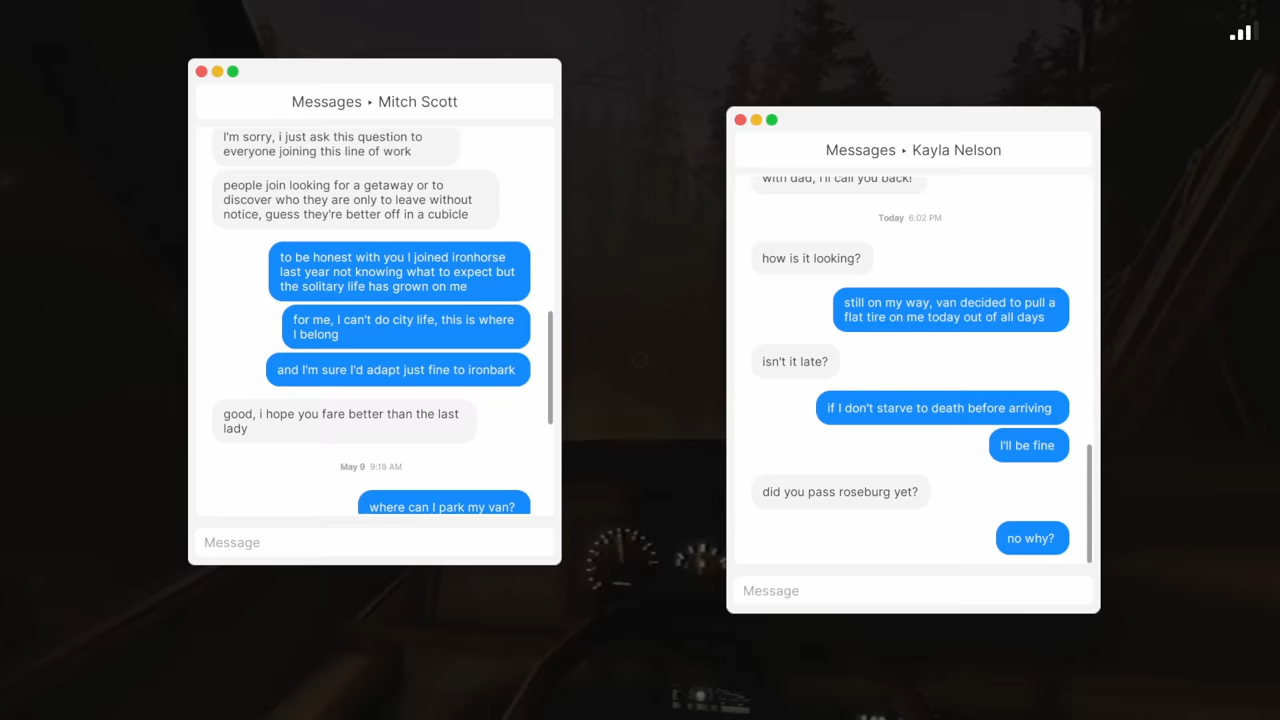 Messages ‣ Mitch Scott
I'm sorry, i just ask this question to
everyone joining this line of work
people join looking for a getaway or to
discover who they are only to leave without
notice, guess they're better off in a cubicle
to be honest with you I joined ironhorse
last year not knowing what to expect but
the solitary life has grown on me
for me, I can't do city life, this is where
I belong
and I'm sure I'd adapt just fine to ironbark
good, i hope you fare better than the last
lady
May 9 9:18 AM
where can I park my van?
Message
Messages ‣ Kayla Nelson
with dad, I'll call you back!
Today 6:02 PM
how is it looking?
still on my way, van decided to pull a
flat tire on me today out of all days
isn't it late?
if I don't starve to death before arriving
I'll be fine
did you pass roseburg yet?
no why?
Message